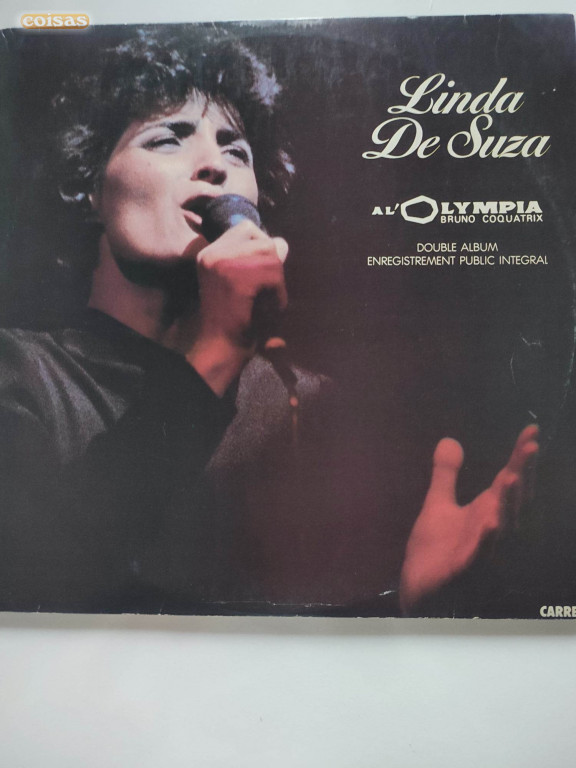 coisas
Linda
De Suza
A L'OLYMPIA
BRUNO COQUATRIX
DOUBLE ALBUM
ENREGISTREMENT PUBLIC INTEGRAL
CARRE